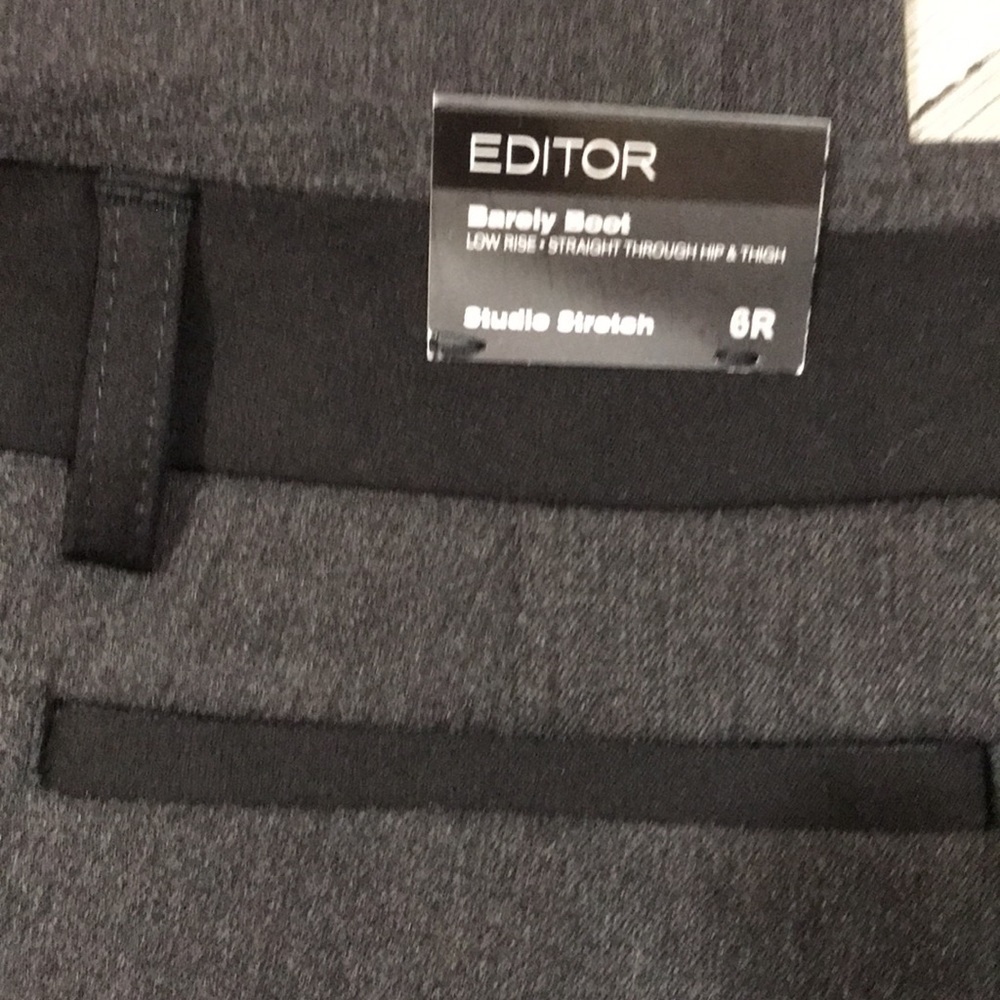 EDITOR
Barely Boot
LOW RISE • STRAIGHT THROUGH HIP & THIGH
Studio Stretch 6R